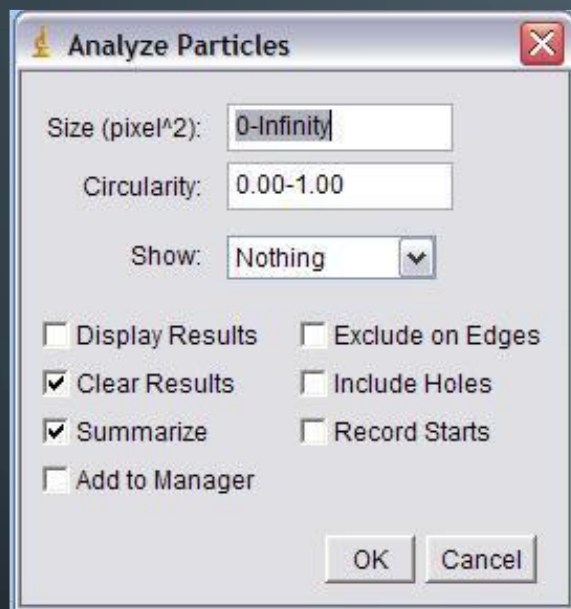 Analyze Particles
Size (pixel^2): 0-Infinity
Circularity: 0.00-1.00
Show: Nothing
Display Results Exclude on Edges
Clear Results Include Holes
Summarize Record Starts
Add to Manager
OK Cancel